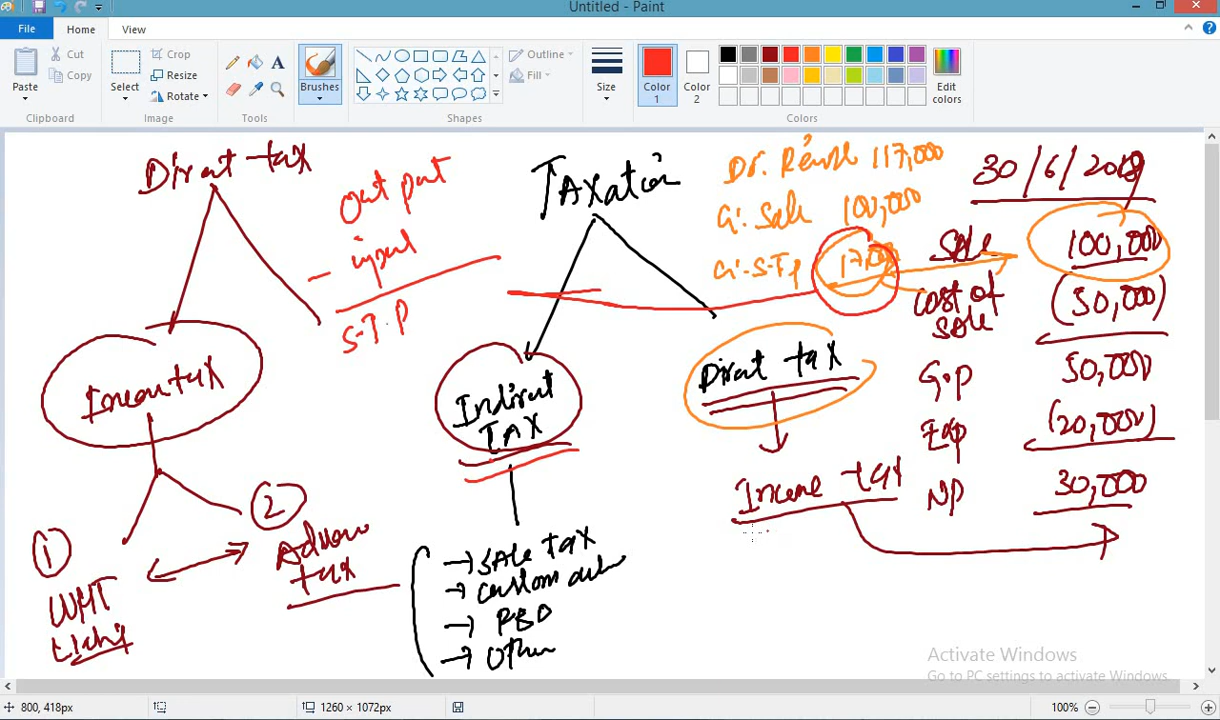 Untitled - Paint
File
Home
View
Paste
Cut
Copy
Clipboard
Select
Crop
Resize
Rotate
Image
Tools
Brushes
Shapes
Outline
Fill
Size
Color
1
Color
2
Edit
colors
Colors
Direct tax
Out put
- input
S.T.P
Income tax
1
WHT
2
tax
TAXation
Indirect
TAX
→ Sale tax
→ Custom
→
→ Other
Direct tax
Income tax
Dr. 117,000
Cr. Sale 100,000
Cr. S.T.p 17,000
30/6/2019
Sale 100,000
Cost of
Sale (50,000)
G.p 50,000
Exp (20,000)
NP 30,000
Activate Windows
Go to PC settings to activate Windows.
800, 418px
1260 × 1072px
100%